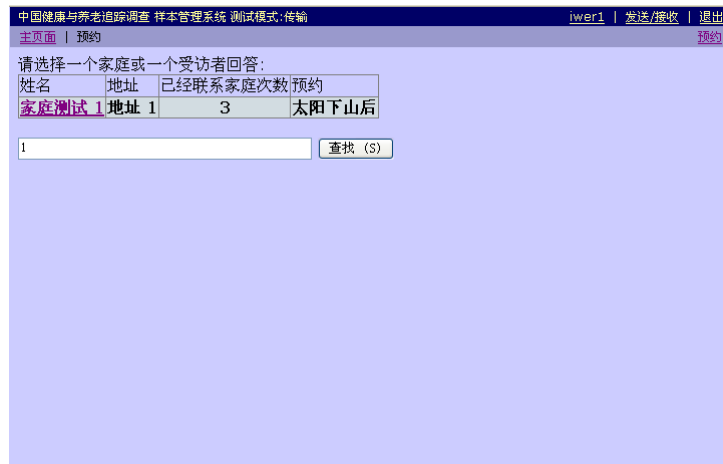 中国健康与养老追踪调查 样本管理系统 测试模式:传输 iwer1 | 发送/接收 | 退出
主页面 | 预约 预约
请选择一个家庭或一个受访者回答:
姓名 地址 已经联系家庭次数 预约
家庭测试 1 地址 1 3 太阳下山后
1 查找 (S)